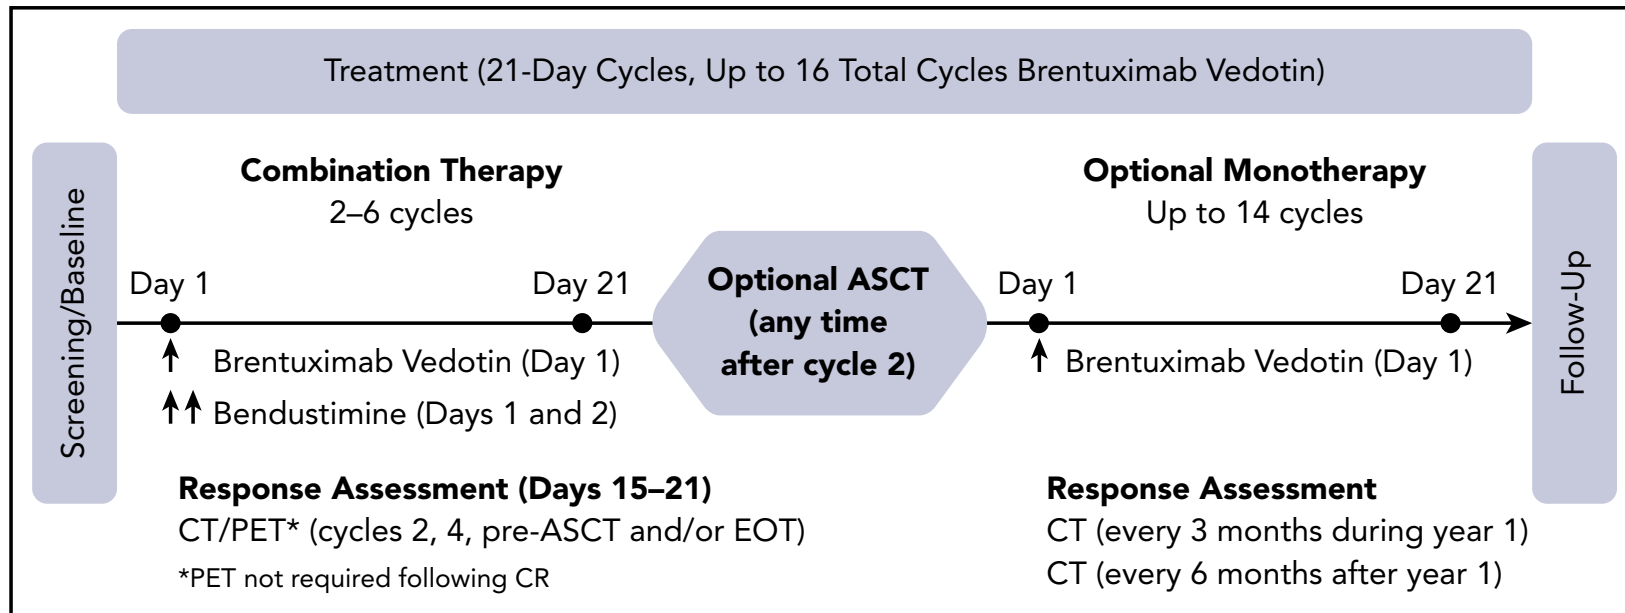 Treatment (21-Day Cycles, Up to 16 Total Cycles Brentuximab Vedotin)
Screening/Baseline
Combination Therapy
2–6 cycles
Day 1
Day 21
Brentuximab Vedotin (Day 1)
Bendustimine (Days 1 and 2)
Response Assessment (Days 15–21)
CT/PET* (cycles 2, 4, pre-ASCT and/or EOT)
*PET not required following CR
Optional ASCT
(any time
after cycle 2)
Optional Monotherapy
Up to 14 cycles
Day 1
Day 21
Brentuximab Vedotin (Day 1)
Response Assessment
CT (every 3 months during year 1)
CT (every 6 months after year 1)
Follow-Up